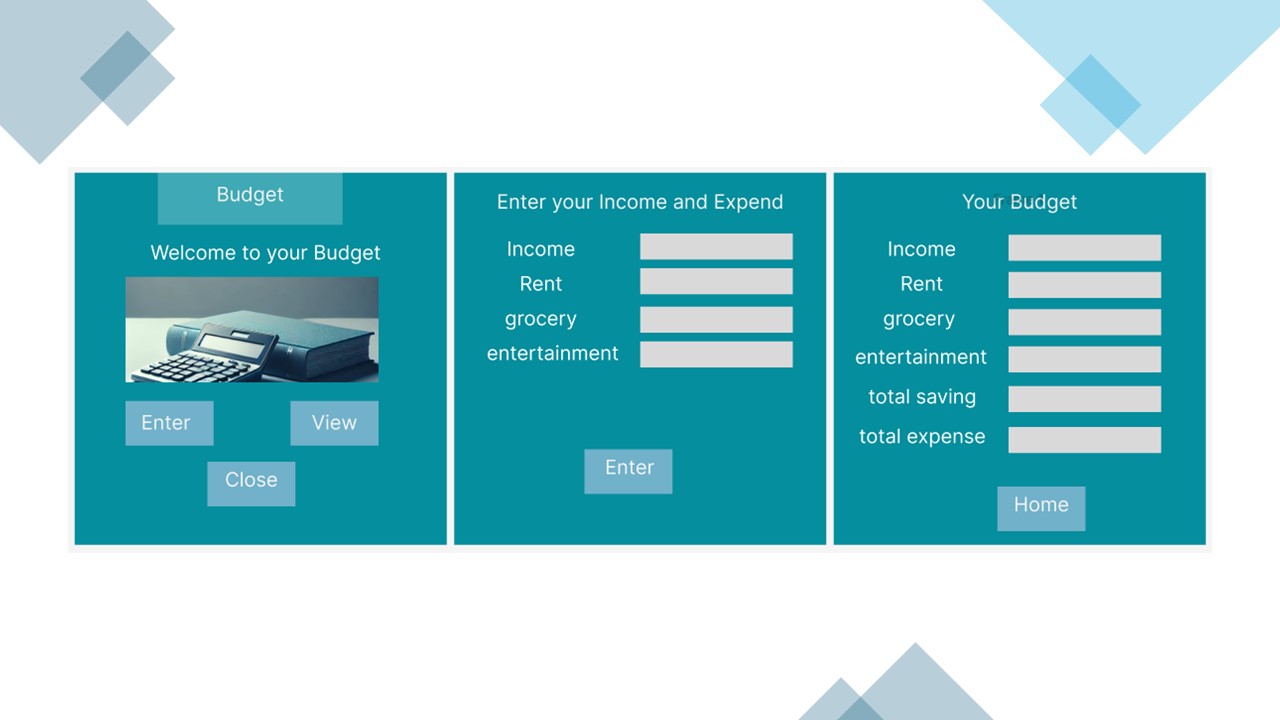 Budget
Welcome to your Budget
Enter
View
Close
Enter your Income and Expend
Income
Rent
grocery
entertainment
Enter
Your Budget
Income
Rent
grocery
entertainment
total saving
total expense
Home